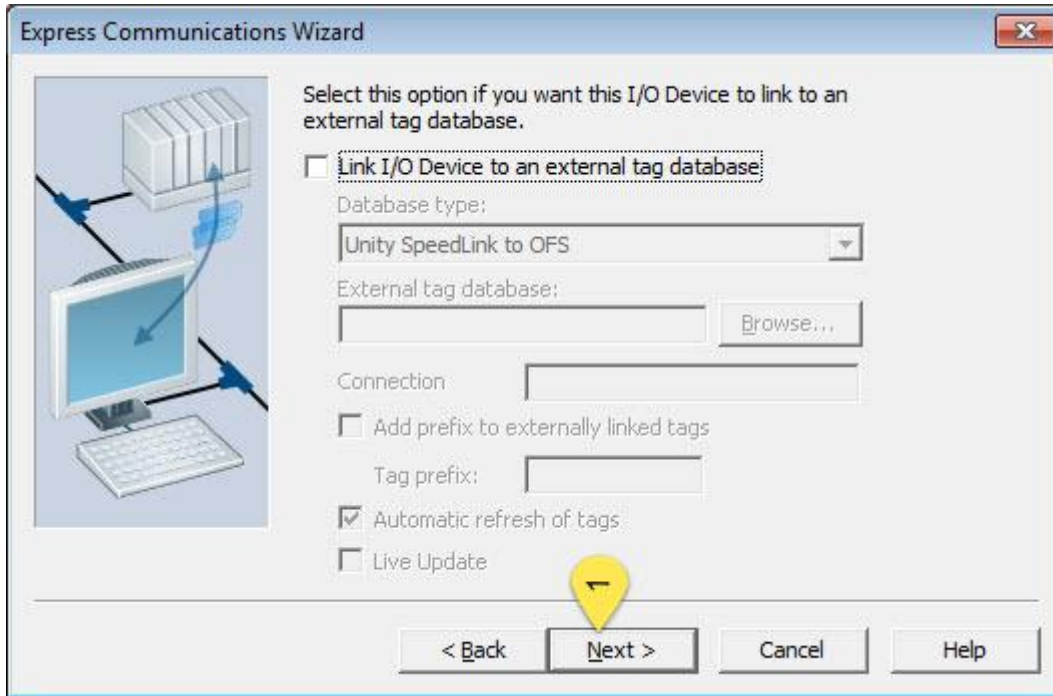 Express Communications Wizard
Select this option if you want this I/O Device to link to an
external tag database.
Link I/O Device to an external tag database
Database type:
Unity SpeedLink to OFS
External tag database:
Browse...
Connection
Add prefix to externally linked tags
Tag prefix:
Automatic refresh of tags
Live Update
1
< Back
Next >
Cancel
Help